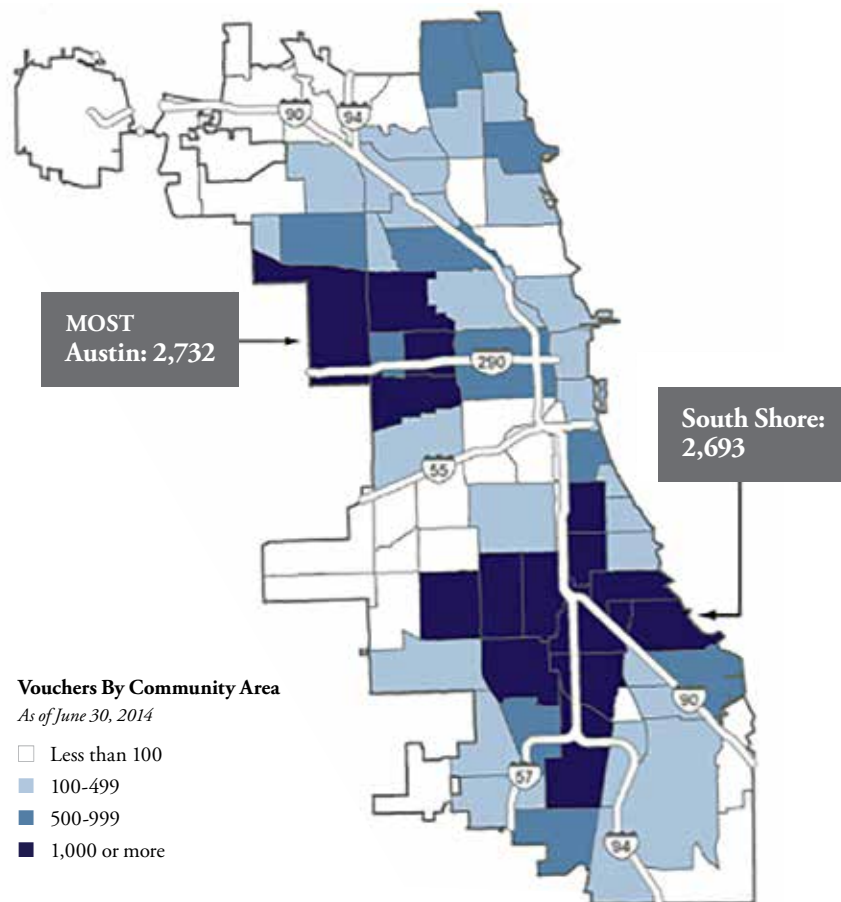 90
94
MOST
Austin: 2,732
290
South Shore:
2,693
55
Vouchers By Community Area
As of June 30, 2014
90
Less than 100
100-499
57
500-999
94
1,000 or more